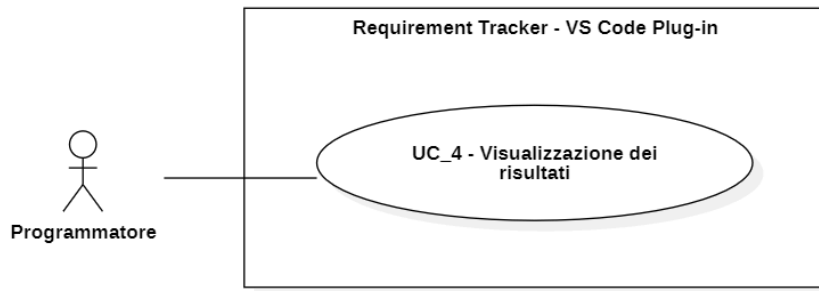 Requirement Tracker - VS Code Plug-in
UC_4 - Visualizzazione dei
risultati
Programmatore